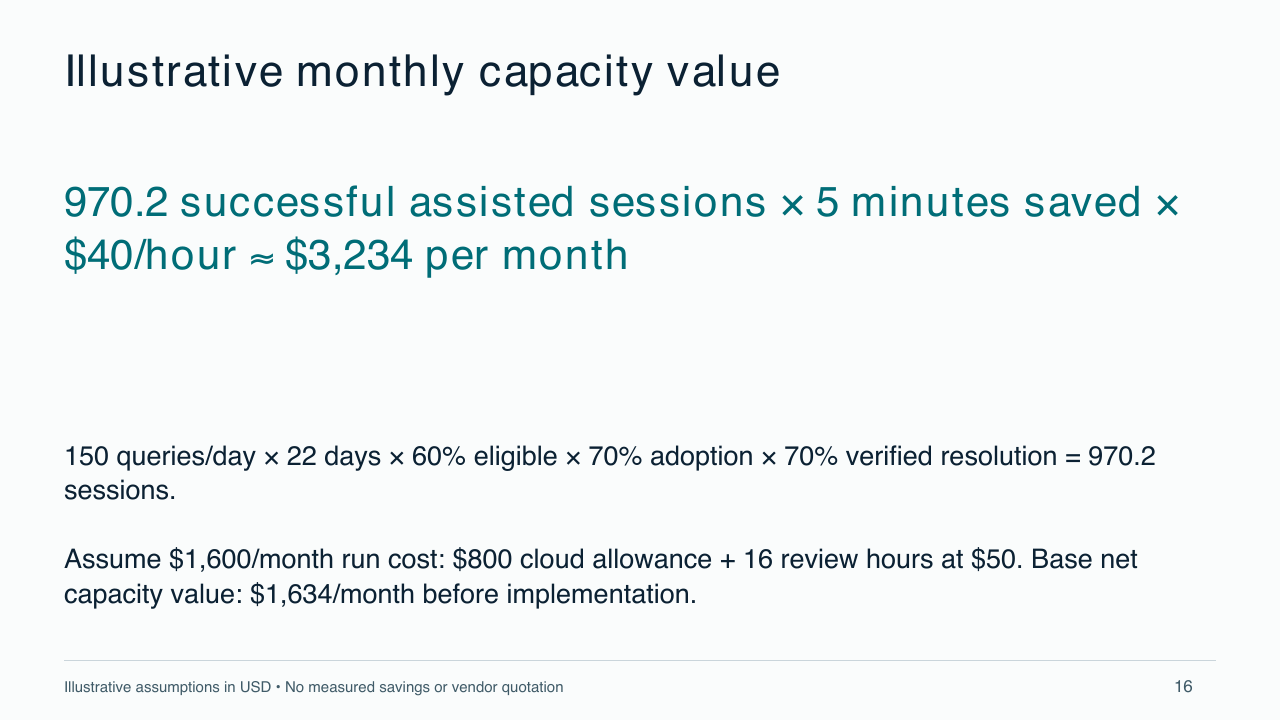 Illustrative monthly capacity value
970.2 successful assisted sessions × 5 minutes saved ×
$40/hour ≈ $3,234 per month
150 queries/day × 22 days × 60% eligible × 70% adoption × 70% verified resolution = 970.2
sessions.
Assume $1,600/month run cost: $800 cloud allowance + 16 review hours at $50. Base net
capacity value: $1,634/month before implementation.
Illustrative assumptions in USD • No measured savings or vendor quotation
16